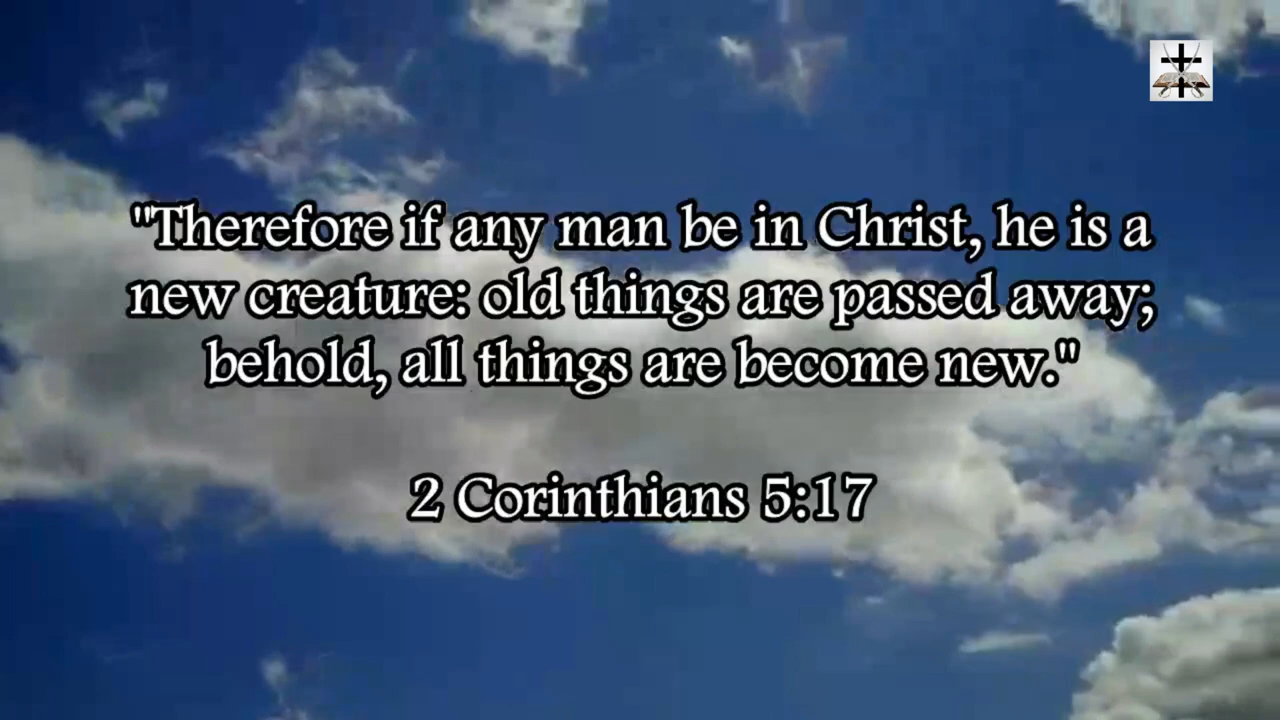 "Therefore if any man be in Christ, he is a
new creature: old things are passed away;
behold, all things are become new."
2 Corinthians 5:17